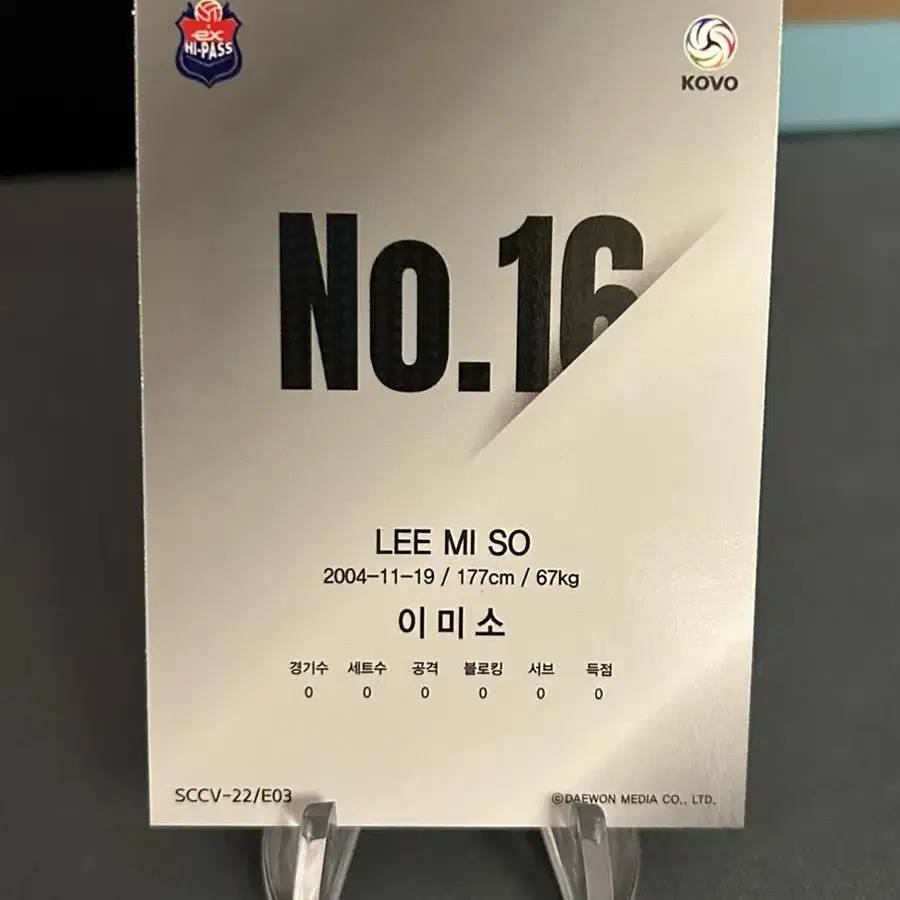 ex
HI-PASS
KOVO
No.16
LEE MI SO
2004-11-19 / 177cm / 67kg
이미소
경기수 세트수 공격 블로킹 서브 득점
0 0 0 0 0 0
SCCV-22/E03
©DAEWON MEDIA CO., LTD.